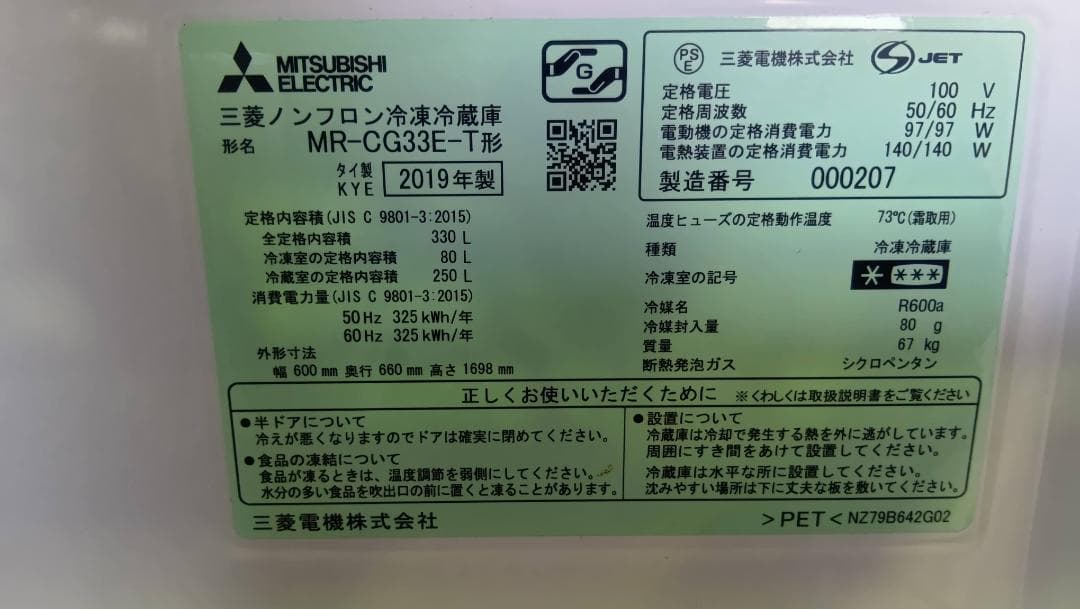 MITSUBISHI
ELECTRIC
G
三菱ノンフロン冷凍冷蔵庫
形名 MR-CG33E-T形
タイ製
KYE 2019年製
PS
E 三菱電機株式会社 S JET
定格電圧 100 V
定格周波数 50/60 Hz
電動機の定格消費電力 97/97 W
電熱装置の定格消費電力 140/140 W
製造番号 000207
定格内容積(JIS C 9801-3:2015)
全定格内容積 330 L
冷凍室の定格内容積 80 L
冷蔵室の定格内容積 250 L
消費電力量(JIS C 9801-3:2015)
50Hz 325 kWh/年
60Hz 325 kWh/年
外形寸法
幅 600 mm 奥行 660 mm 高さ 1698 mm
温度ヒューズの定格動作温度 73℃(霜取用)
種類 冷凍冷蔵庫
冷凍室の記号 * ***
冷媒名 R600a
冷媒封入量 80 g
質量 67 kg
断熱発泡ガス シクロペンタン
正しくお使いいただくために ※くわしくは取扱説明書をご覧ください
●半ドアについて
冷えが悪くなりますのでドアは確実に閉めてください。
●食品の凍結について
食品が凍るときは、温度調節を弱側にしてください。
水分の多い食品を吹出口の前に置くと凍ることがあります。
●設置について
冷蔵庫は冷却で発生する熱を外に逃がしています。
周囲にすき間をあけて設置してください。
冷蔵庫は水平な所に設置してください。
沈みやすい場所は下に丈夫な板を敷いてください。
三菱電機株式会社 >PET< NZ79B642G02